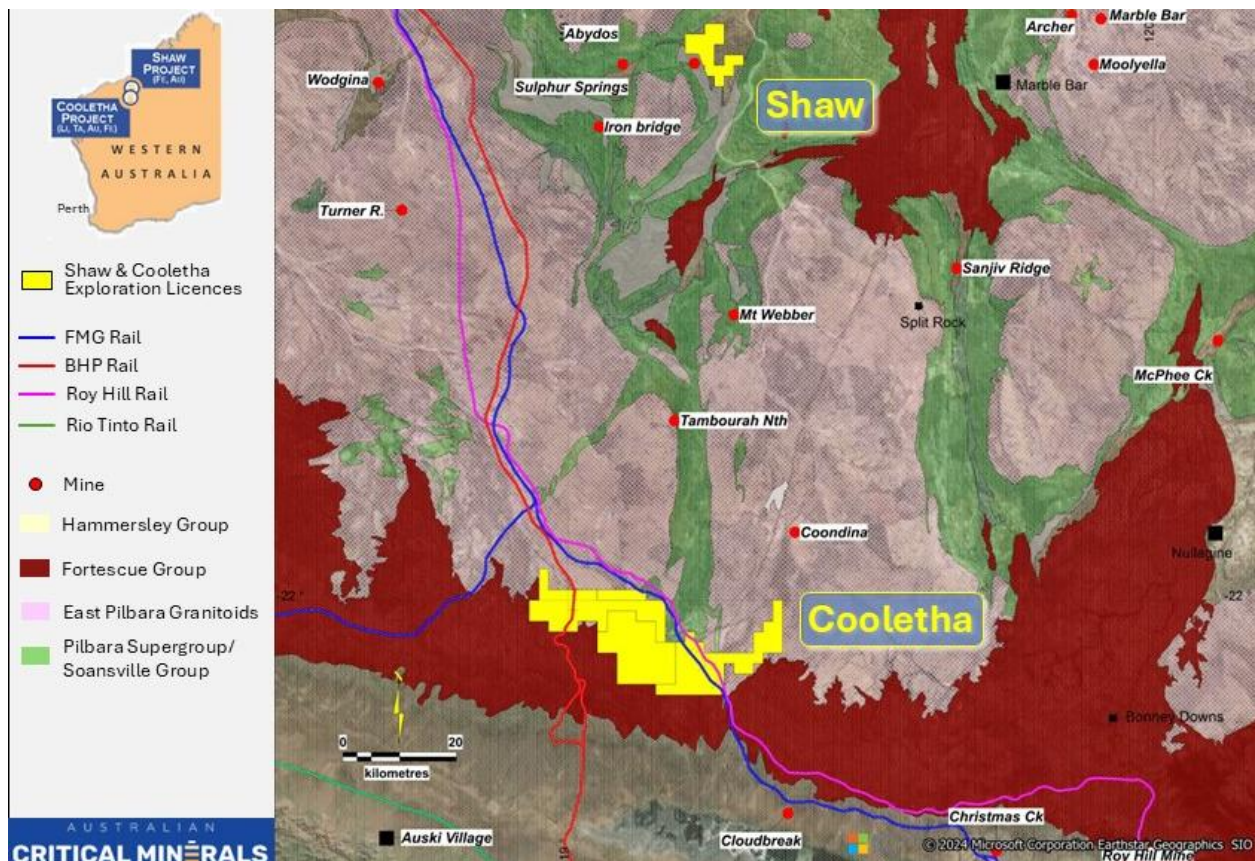 SHAW
PROJECT
(Fe, Au)
COOLETHA
PROJECT
(Li, Ta, Au, Fe)
WESTERN
AUSTRALIA
Perth
Shaw & Cooletha
Exploration Licences
FMG Rail
BHP Rail
Roy Hill Rail
Rio Tinto Rail
Mine
Hammersley Group
Fortescue Group
East Pilbara Granitoids
Pilbara Supergroup/
Soansville Group
AUSTRALIAN
CRITICAL MINERALS
Abydos
Archer
Marble Bar
Wodgina
Sulphur Springs
Moolyella
Marble Bar
Shaw
Iron bridge
Turner R.
Sanjiv Ridge
Mt Webber
Split Rock
McPhee Ck
Tambourah Nth
Coondina
Nullagine
-22 °
-22
Cooletha
Bonney Downs
0 20
kilometres
Christmas Ck
Auski Village
Cloudbreak
© 2024 Microsoft Corporation Earthstar Geographics SIO
Roy Hill Mine